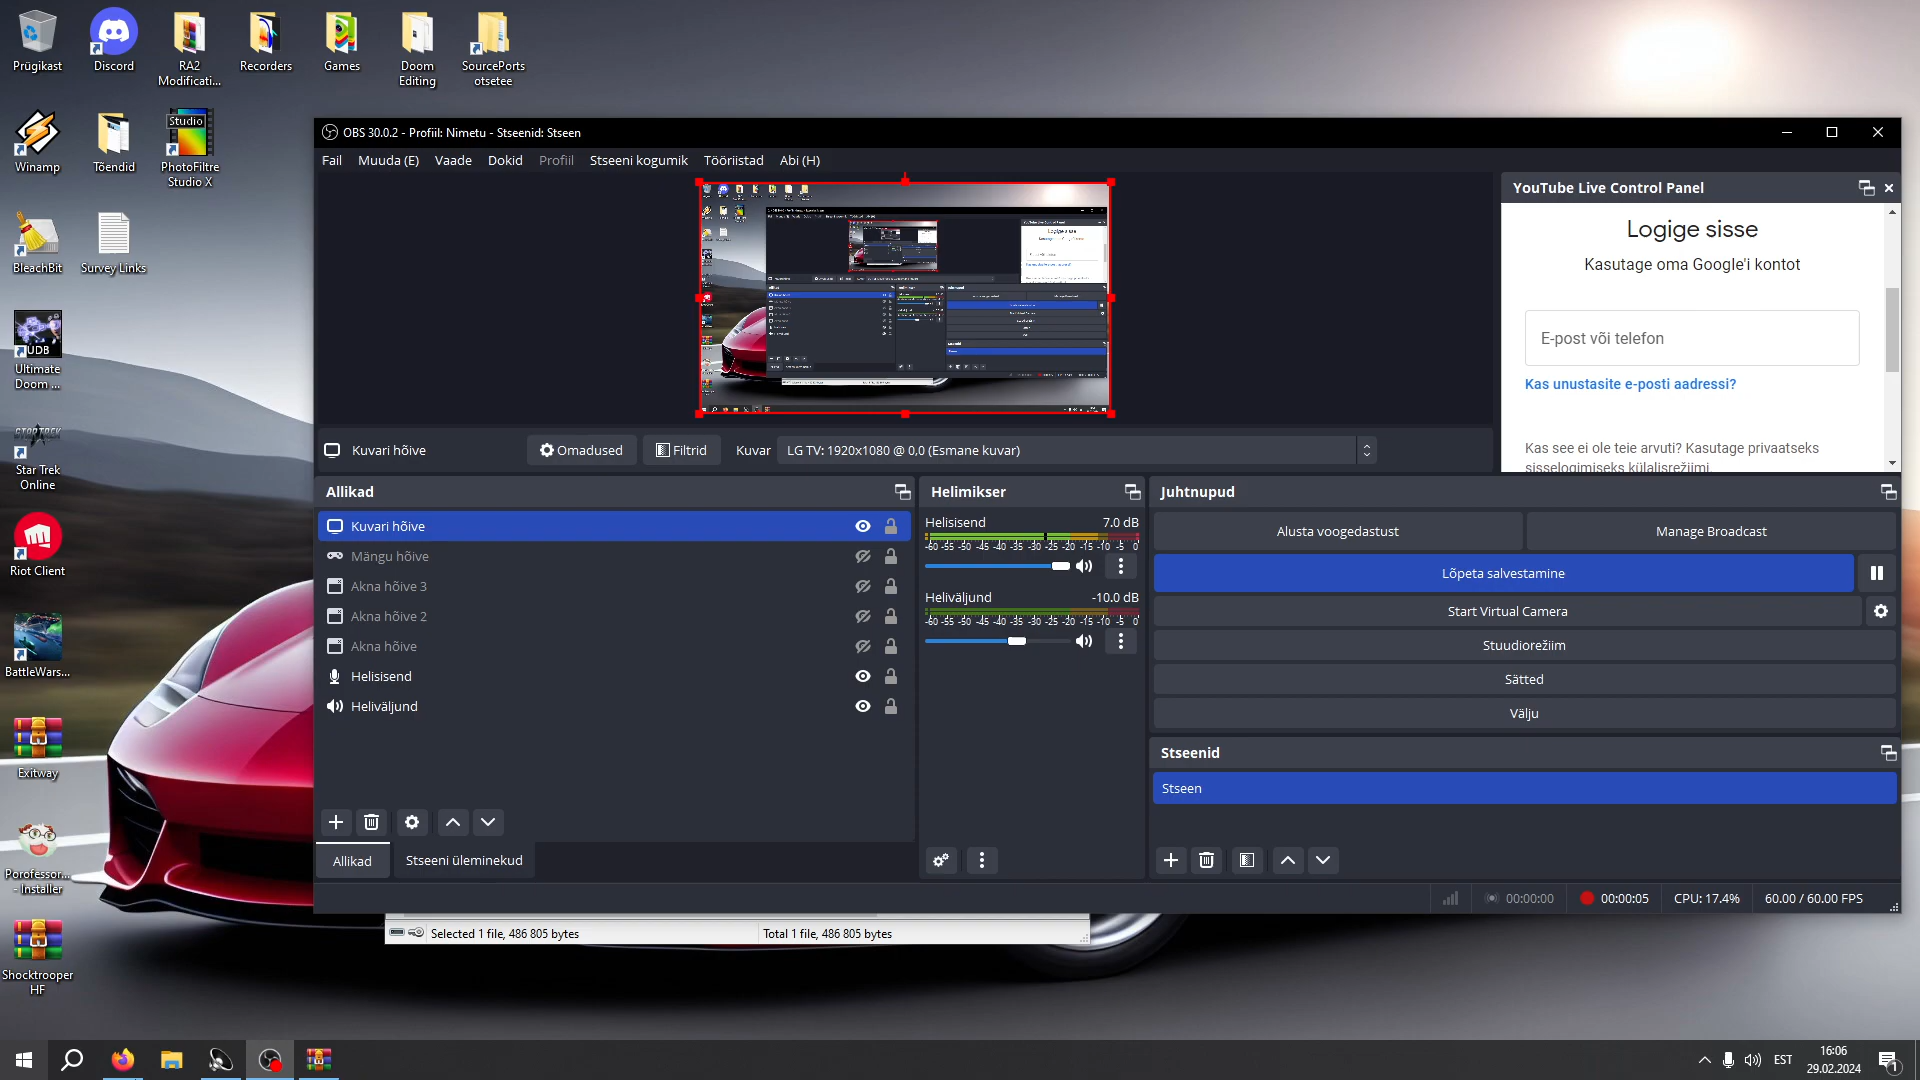 Prügikast
Discord
RA2
Modificati...
Recorders
Games
Doom
Editing
SourcePorts
otsetee
Winamp
Tõendid
Studio
PhotoFiltre
Studio X
BleachBit
Survey Links
UDB
Ultimate
Doom ...
STAR TREK
Star Trek
Online
Riot Client
BattleWars...
Exitway
Porofessor...
- Installer
Shocktrooper
HF
OBS 30.0.2 - Profiil: Nimetu - Stseenid: Stseen
Fail
Muuda (E)
Vaade
Dokid
Profiil
Stseeni kogumik
Tööriistad
Abi (H)
YouTube Live Control Panel
Logige sisse
Kasutage oma Google'i kontot
E-post või telefon
Kas unustasite e-posti aadressi?
Kas see ei ole teie arvuti? Kasutage privaatseks
sisselogimiseks külalisrežiimi.
Kuvari hõive
Omadused
Filtrid
Kuvar
LG TV: 1920x1080 @ 0,0 (Esmane kuvar)
Allikad
Kuvari hõive
Mängu hõive
Akna hõive 3
Akna hõive 2
Akna hõive
Helisisend
Heliväljund
Allikad
Stseeni üleminekud
Helimikser
Helisisend
7.0 dB
-60 -55 -50 -45 -40 -35 -30 -25 -20 -15 -10 -5 0
Heliväljund
-10.0 dB
-60 -55 -50 -45 -40 -35 -30 -25 -20 -15 -10 -5 0
Juhtnupud
Alusta voogedastust
Manage Broadcast
Lõpeta salvestamine
Start Virtual Camera
Stuudiorežiim
Sätted
Välju
Stseenid
Stseen
00:00:00
00:00:05
CPU: 17.4%
60.00 / 60.00 FPS
Selected 1 file, 486 805 bytes
Total 1 file, 486 805 bytes
EST
16:06
29.02.2024
1